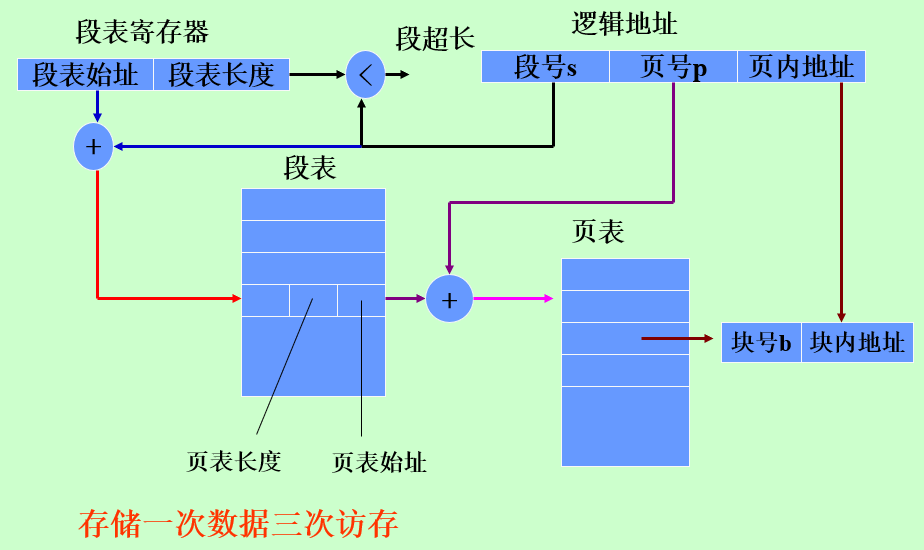 段表寄存器
段表始址 段表长度
<
段超长
逻辑地址
段号s 页号p 页内地址
+
段表
页表
+
块号b 块内地址
页表长度
页表始址
存储一次数据三次访存